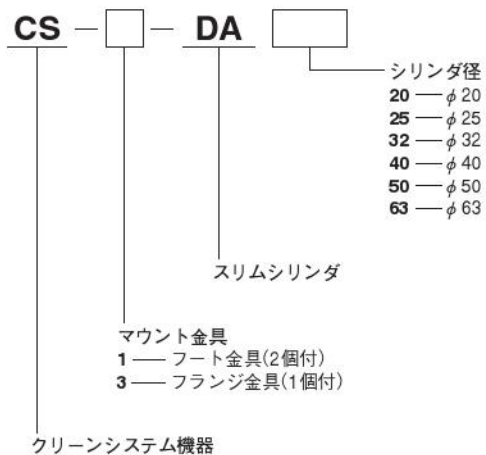 CS－□－DA□
シリンダ径
20 ── φ20
25 ── φ25
32 ── φ32
40 ── φ40
50 ── φ50
63 ── φ63
スリムシリンダ
マウント金具
1 ── フート金具(2個付)
3 ── フランジ金具(1個付)
クリーンシステム機器